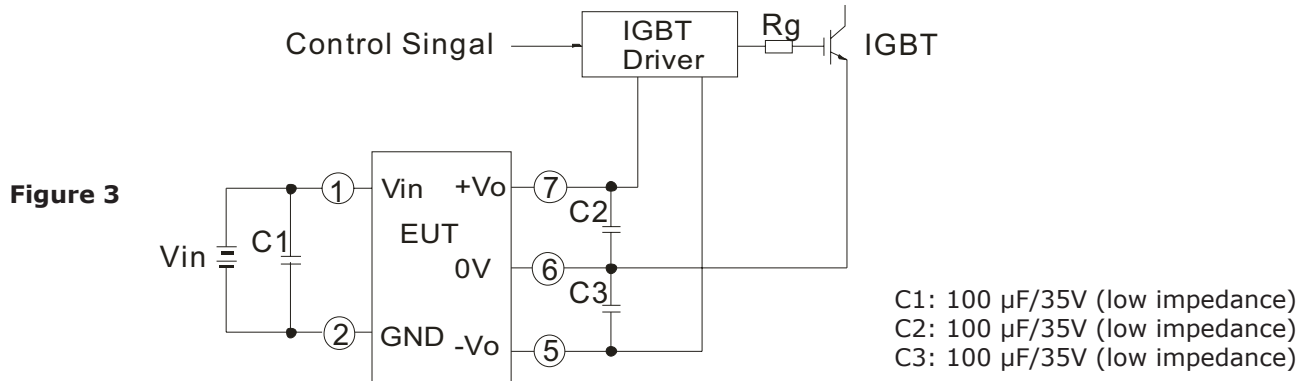 Figure 3
Control Singal
IGBT
Driver
Rg
IGBT
Vin
C1
1
2
Vin
+Vo
EUT
0V
GND
-Vo
7
6
5
C2
C3
C1: 100 µF/35V (low impedance)
C2: 100 µF/35V (low impedance)
C3: 100 µF/35V (low impedance)